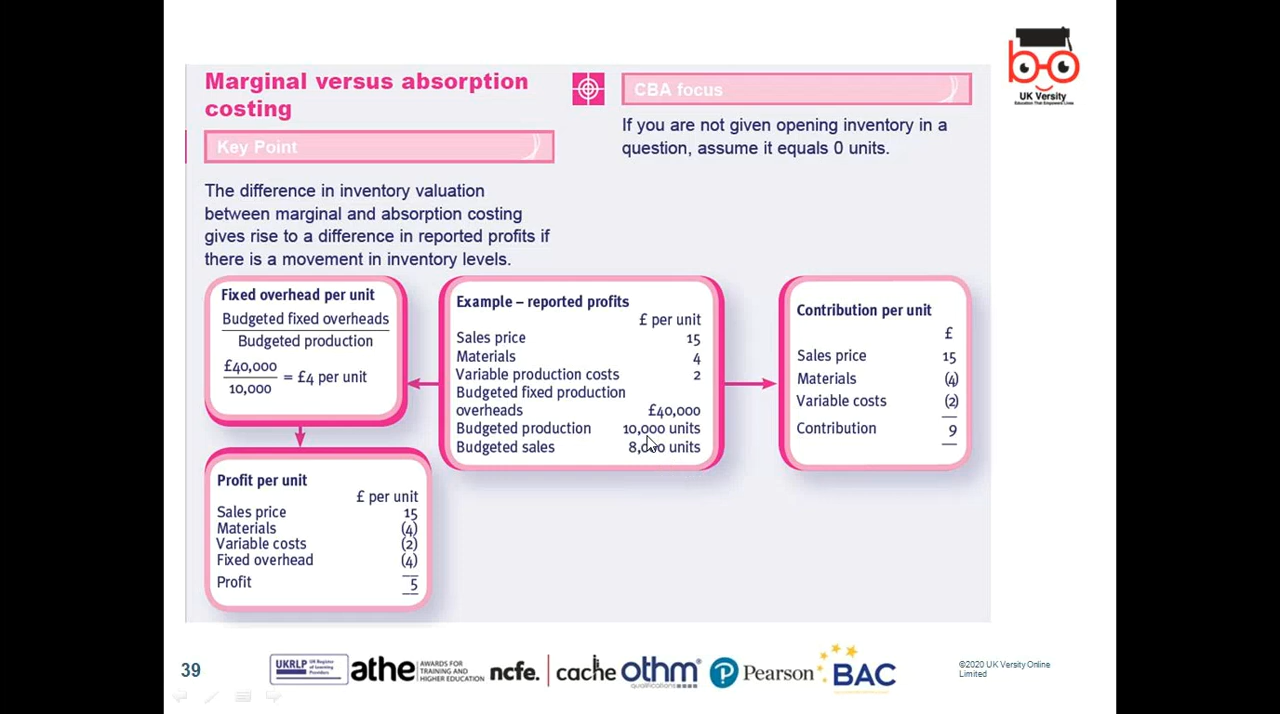 UK Versity
Education That Empowers Lives
Marginal versus absorption
costing
Key Point
The difference in inventory valuation
between marginal and absorption costing
gives rise to a difference in reported profits if
there is a movement in inventory levels.
CBA focus
If you are not given opening inventory in a
question, assume it equals 0 units.
Fixed overhead per unit
Budgeted fixed overheads
Budgeted production
£40,000
10,000
= £4 per unit
Example – reported profits
£ per unit
Sales price 15
Materials 4
Variable production costs 2
Budgeted fixed production
overheads £40,000
Budgeted production 10,000 units
Budgeted sales 8,000 units
Contribution per unit
£
Sales price 15
Materials (4)
Variable costs (2)
Contribution 9
Profit per unit
£ per unit
Sales price 15
Materials (4)
Variable costs (2)
Fixed overhead (4)
Profit 5
39
UKRLP UK Register of Learning Providers
athe AWARDS FOR TRAINING AND HIGHER EDUCATION
ncfe. cache
othm qualifications
Pearson
BAC
©2020 UK Versity Online
Limited